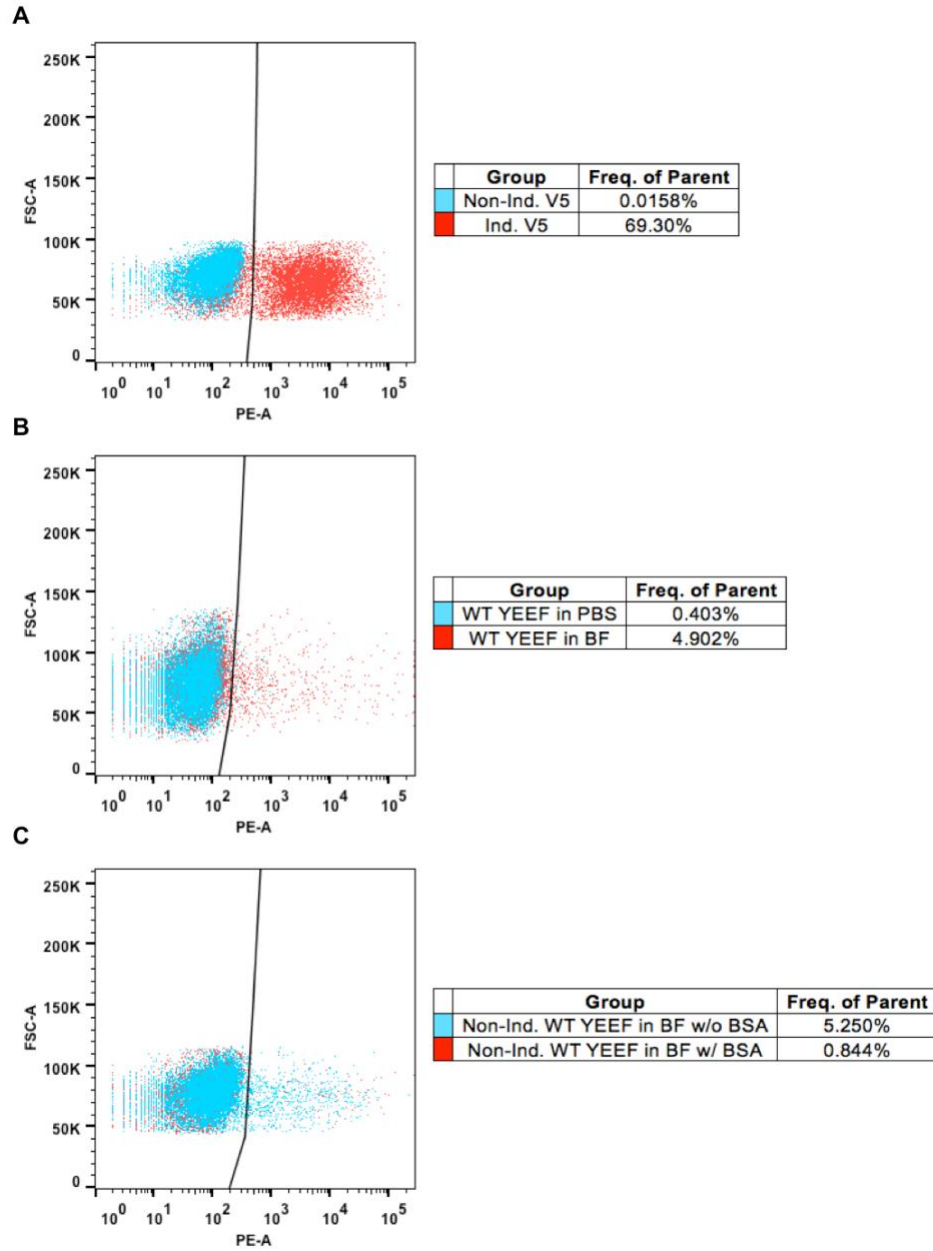 A
250K
200K
150K
100K
50K
0
FSC-A
10^0 10^1 10^2 10^3 10^4 10^5
PE-A
Group Freq. of Parent
Non-Ind. V5 0.0158%
Ind. V5 69.30%
B
250K
200K
150K
100K
50K
0
FSC-A
10^0 10^1 10^2 10^3 10^4 10^5
PE-A
Group Freq. of Parent
WT YEEF in PBS 0.403%
WT YEEF in BF 4.902%
C
250K
200K
150K
100K
50K
0
FSC-A
10^0 10^1 10^2 10^3 10^4 10^5
PE-A
Group Freq. of Parent
Non-Ind. WT YEEF in BF w/o BSA 5.250%
Non-Ind. WT YEEF in BF w/ BSA 0.844%